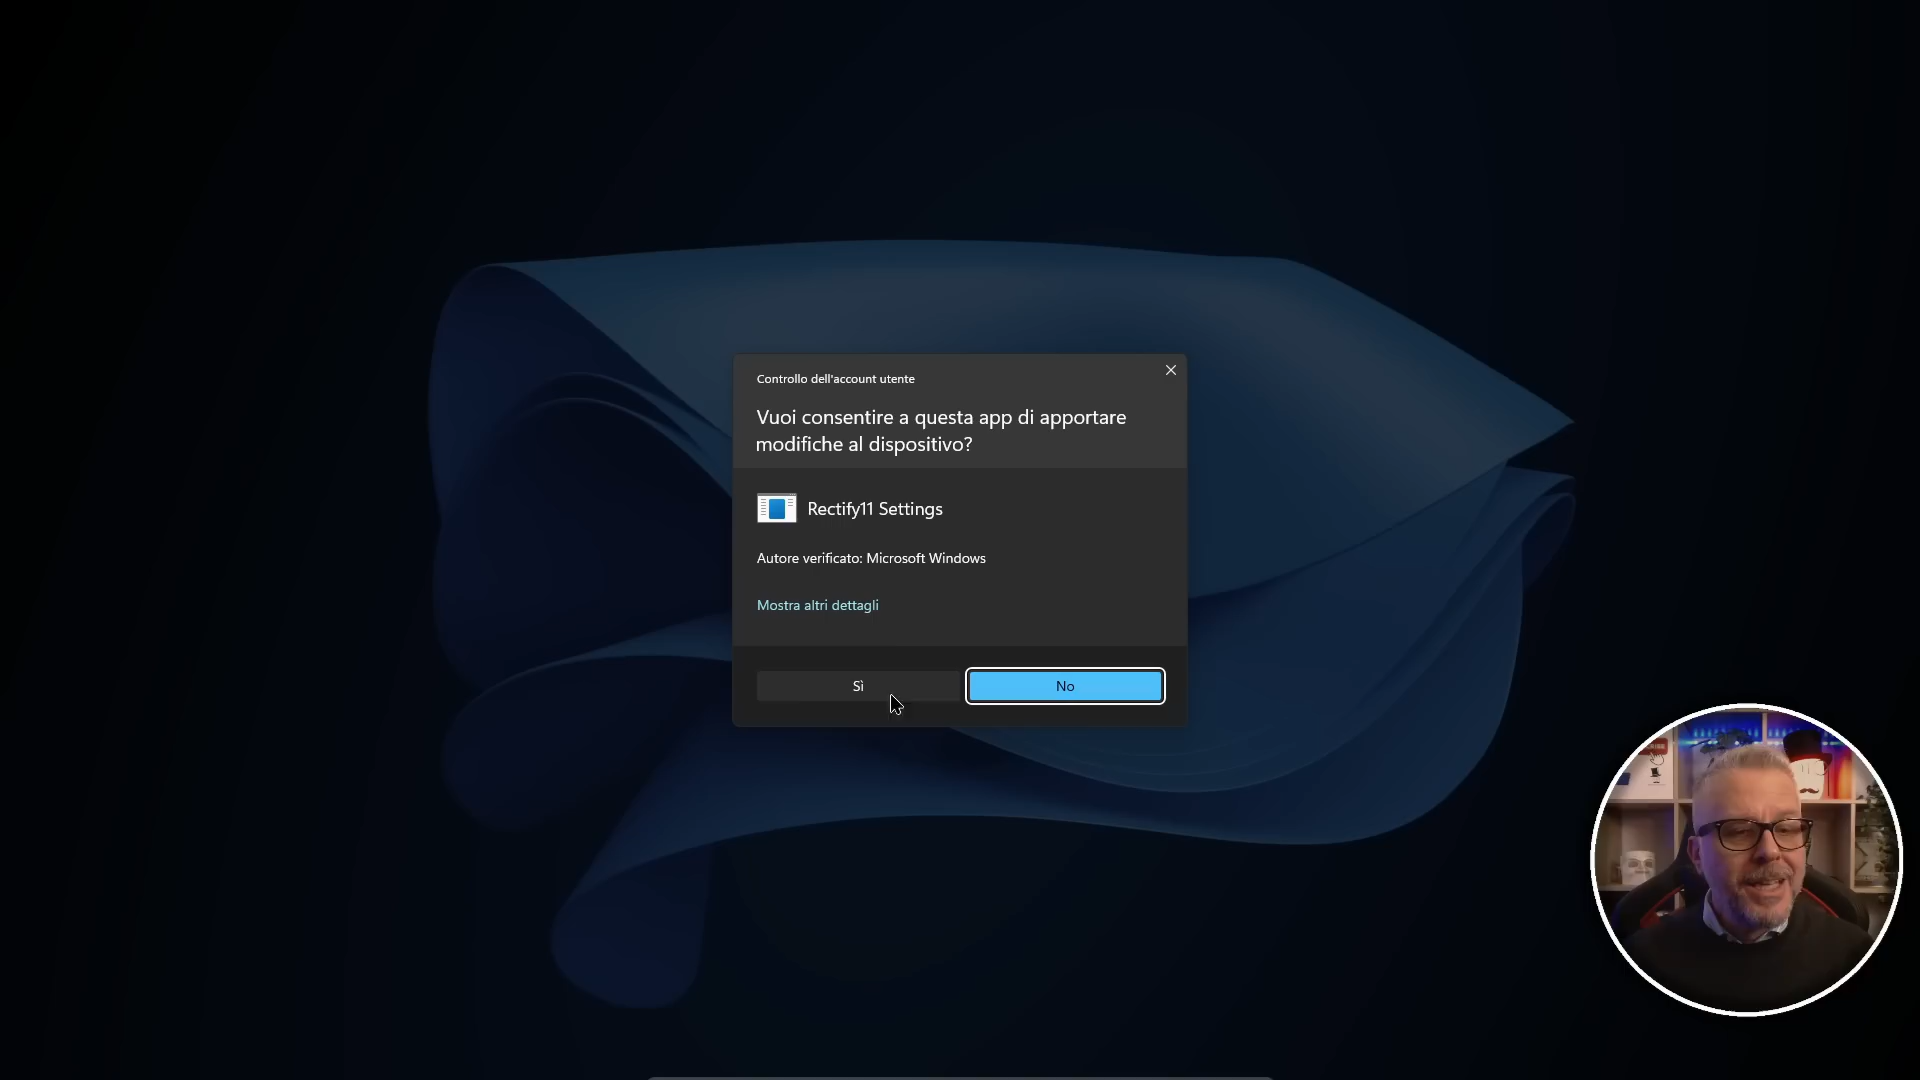 Controllo dell'account utente
Vuoi consentire a questa app di apportare
modifiche al dispositivo?
Rectify11 Settings
Autore verificato: Microsoft Windows
Mostra altri dettagli
Sì
No